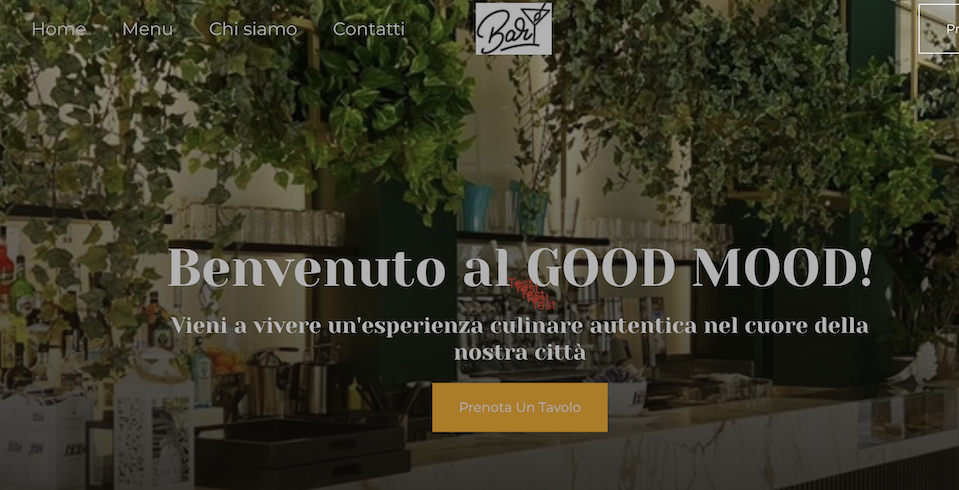 Home Menu Chi siamo Contatti
Bar
Pr
Benvenuto al GOOD MOOD!
Vieni a vivere un'esperienza culinare autentica nel cuore della
nostra città
Prenota Un Tavolo